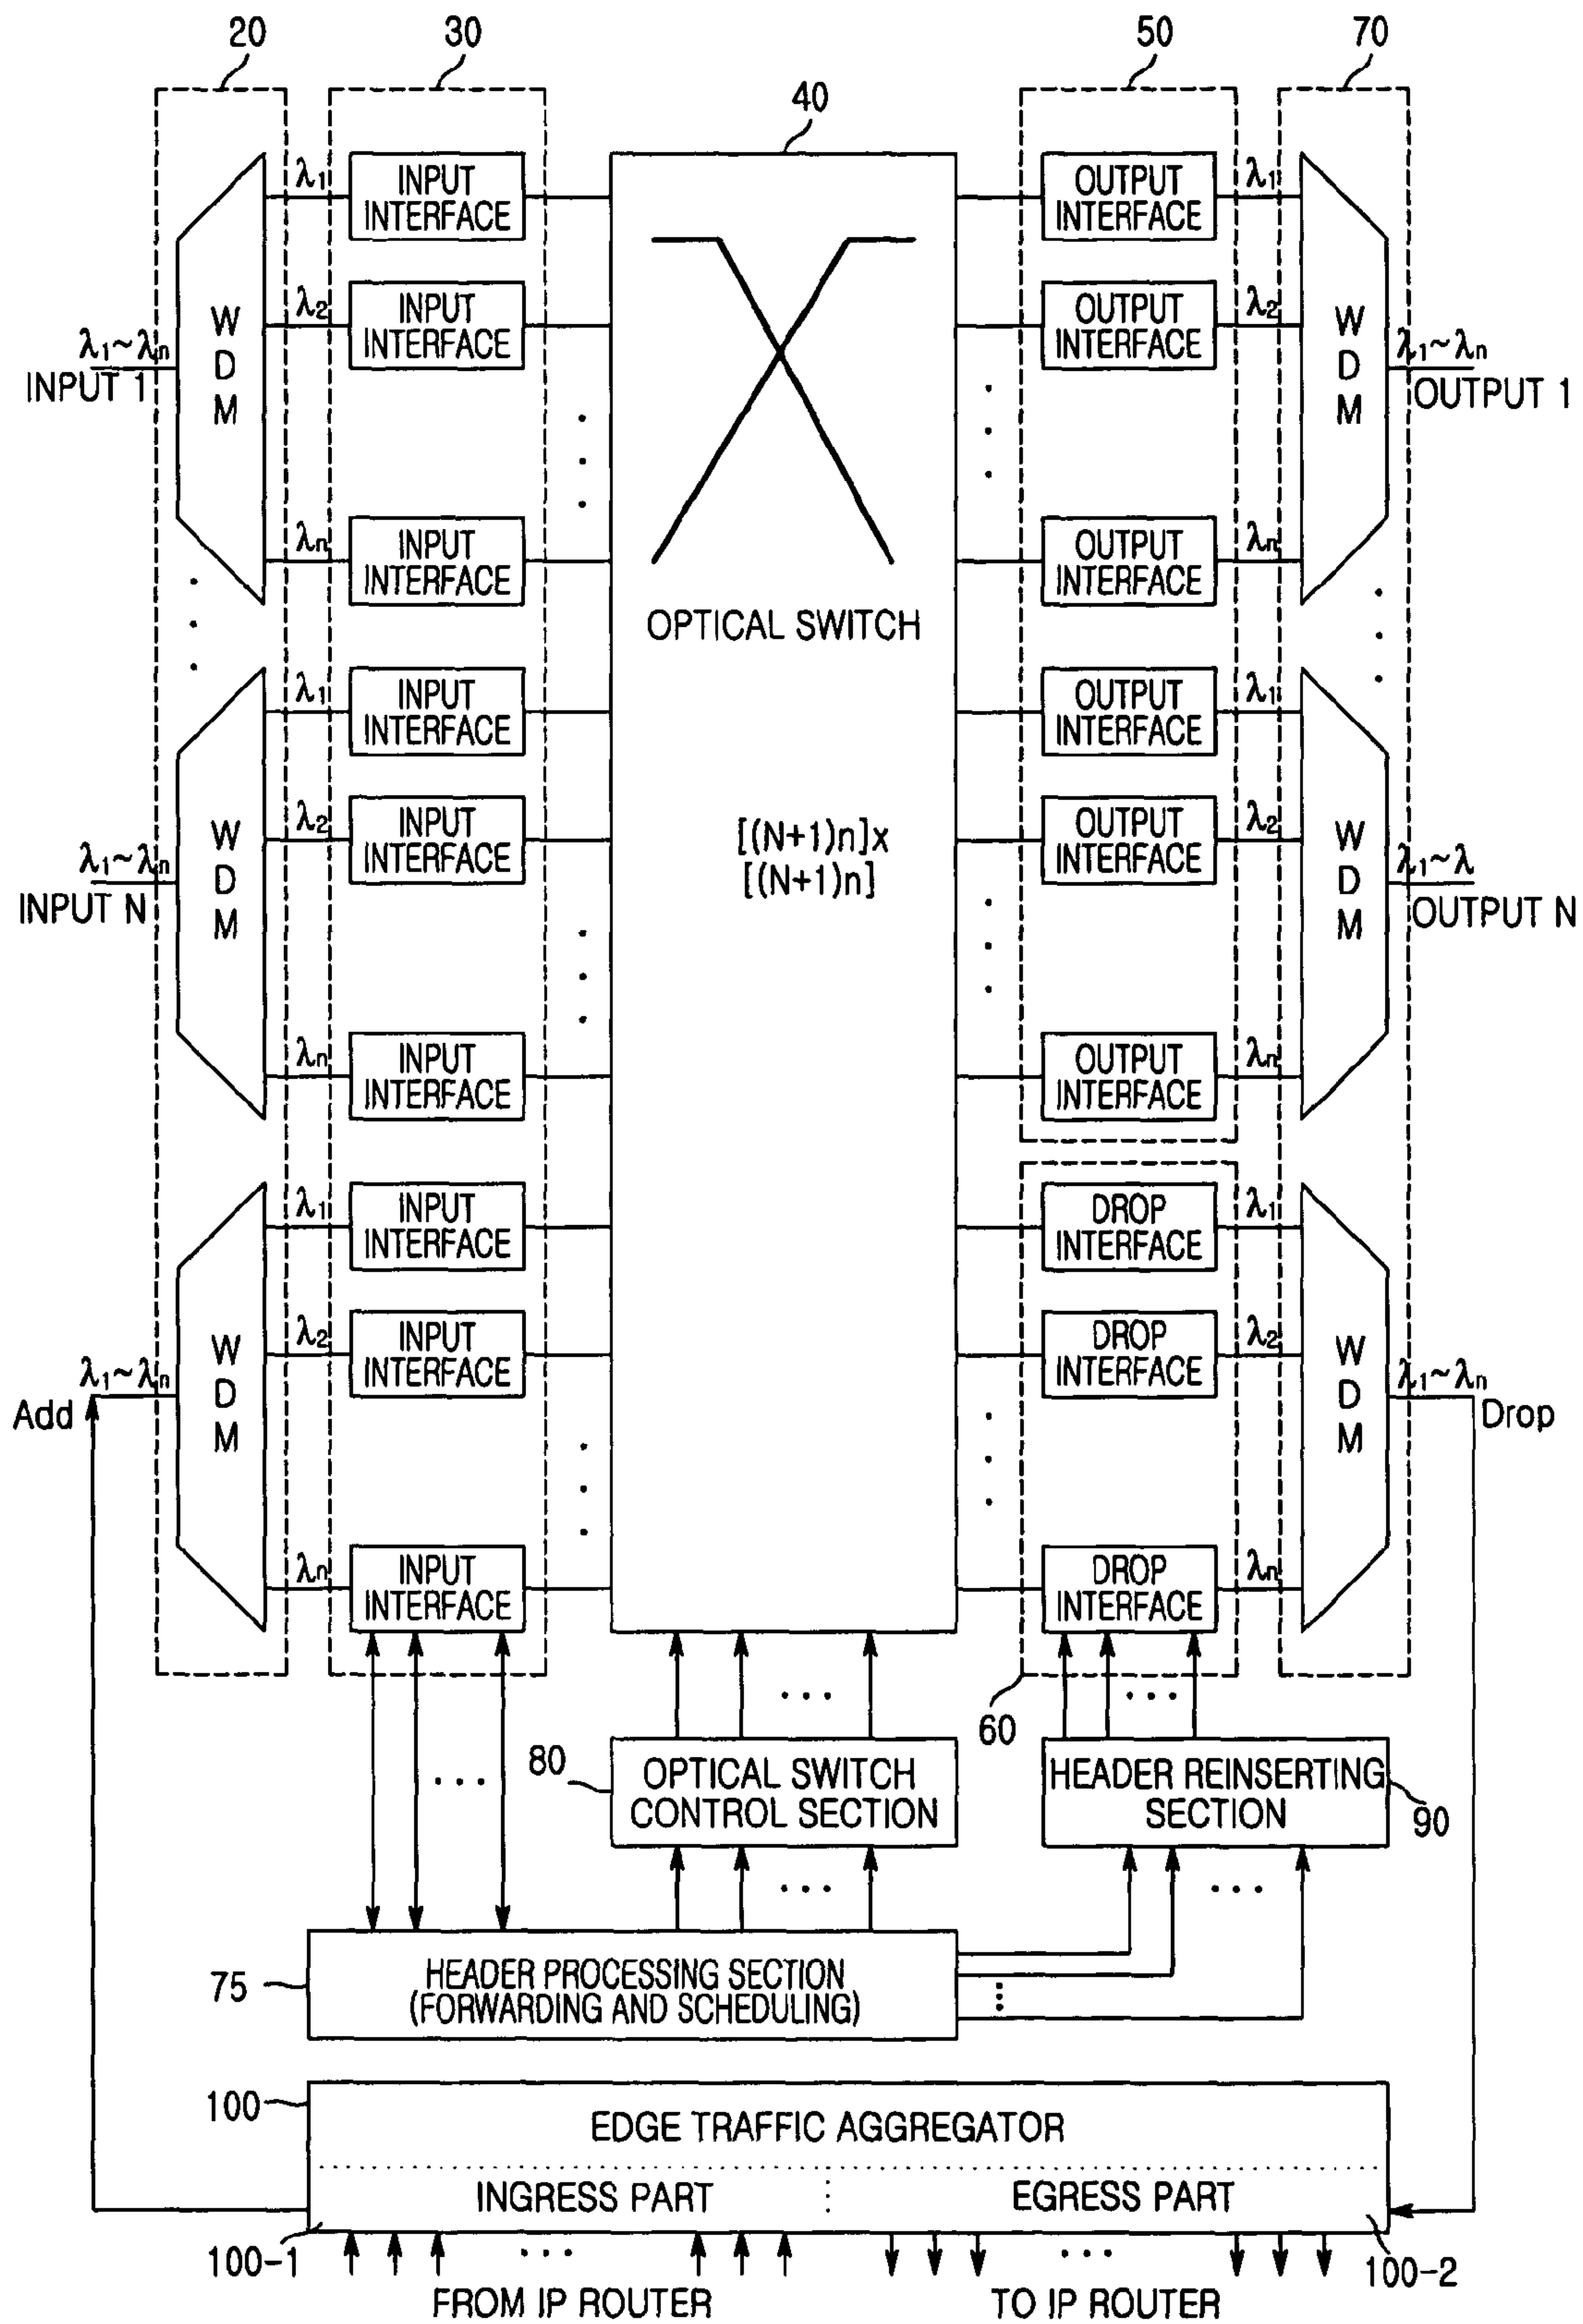 20
30
50
70
40
λ1
INPUT
INTERFACE
OUTPUT
INTERFACE
λ1
λ2
INPUT
INTERFACE
OUTPUT
INTERFACE
λ2
WDM
WDM
λ1~λn
INPUT 1
λ1~λn
OUTPUT 1
λn
INPUT
INTERFACE
OUTPUT
INTERFACE
λn
OPTICAL SWITCH
λ1
INPUT
INTERFACE
OUTPUT
INTERFACE
λ1
λ2
INPUT
INTERFACE
[(N+1)n]x
[(N+1)n]
OUTPUT
INTERFACE
λ2
WDM
WDM
λ1~λn
INPUT N
λ1~λ
OUTPUT N
λn
INPUT
INTERFACE
OUTPUT
INTERFACE
λn
λ1
INPUT
INTERFACE
DROP
INTERFACE
λ1
λ2
INPUT
INTERFACE
DROP
INTERFACE
λ2
WDM
WDM
λ1~λn
Add
λ1~λn
Drop
λn
INPUT
INTERFACE
DROP
INTERFACE
λn
60
80
OPTICAL SWITCH
CONTROL SECTION
HEADER REINSERTING
SECTION
90
75
HEADER PROCESSING SECTION
(FORWARDING AND SCHEDULING)
100
EDGE TRAFFIC AGGREGATOR
INGRESS PART
EGRESS PART
100-1
100-2
FROM IP ROUTER
TO IP ROUTER